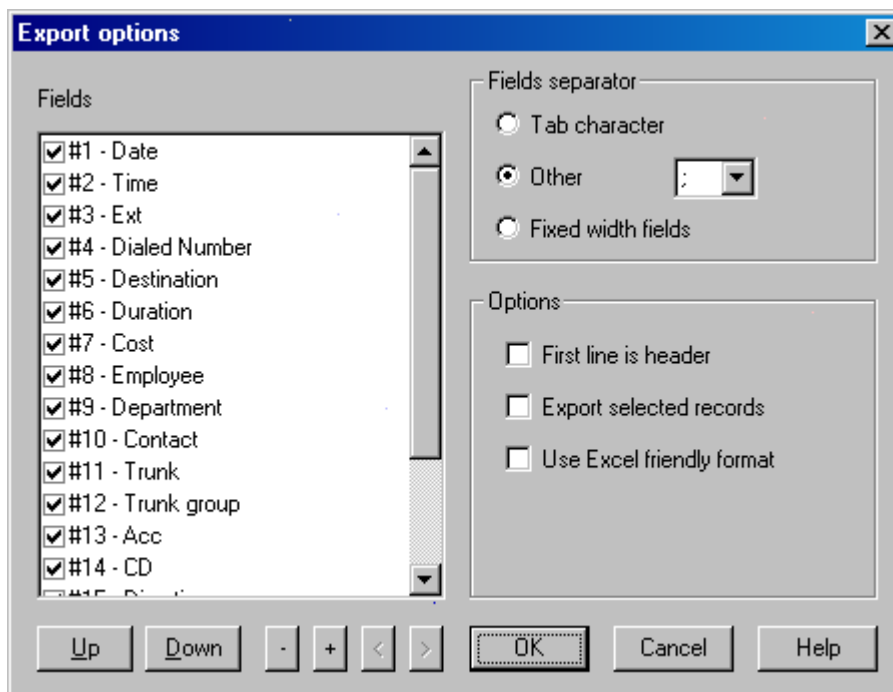 Export options
Fields
#1 - Date
#2 - Time
#3 - Ext
#4 - Dialed Number
#5 - Destination
#6 - Duration
#7 - Cost
#8 - Employee
#9 - Department
#10 - Contact
#11 - Trunk
#12 - Trunk group
#13 - Acc
#14 - CD
Fields separator
Tab character
Other ;
Fixed width fields
Options
First line is header
Export selected records
Use Excel friendly format
Up Down - + < > OK Cancel Help